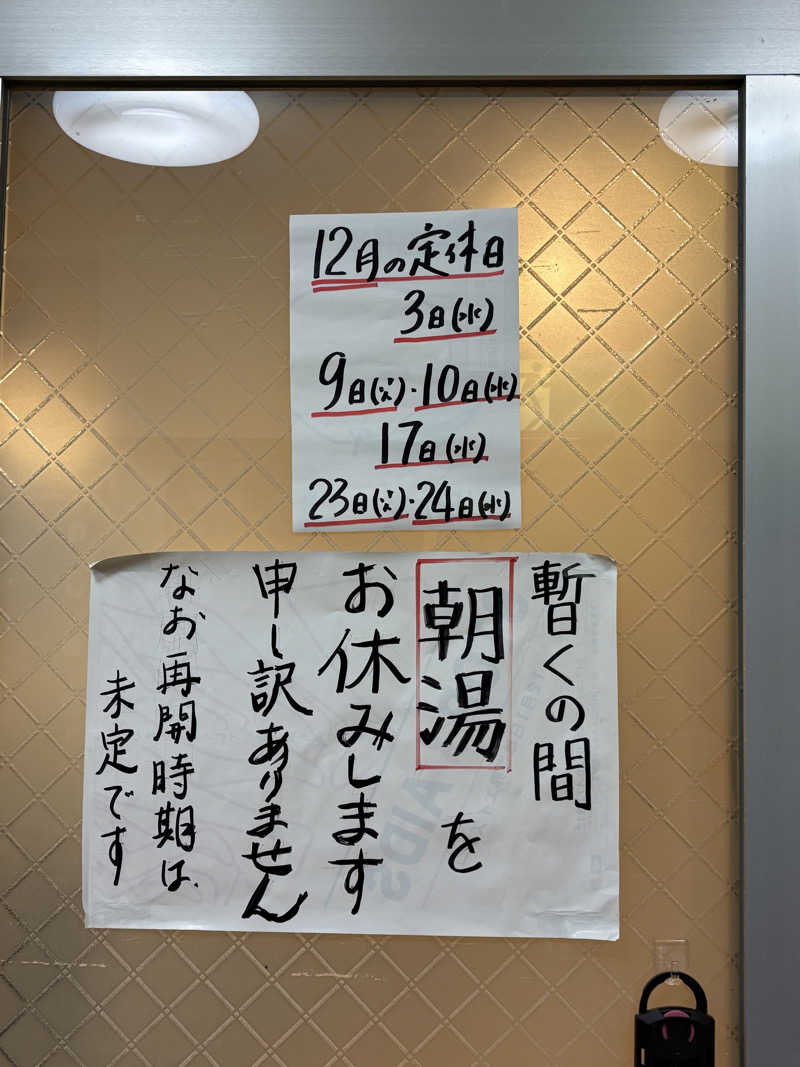 12月の定休日
3日(水)
9日(火)・10日(水)
17日(水)
23日(火)・24日(水)
暫くの間
朝湯を
お休みします
申し訳ありません
なお再開時期は、
未定です